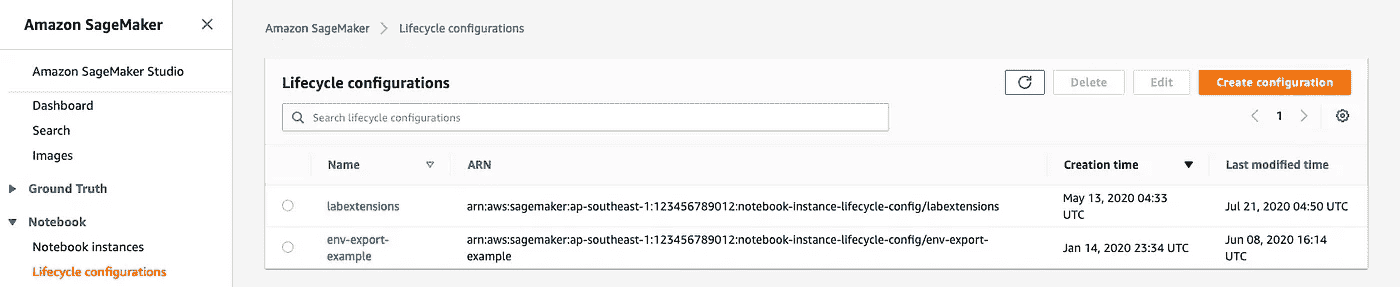 Amazon SageMaker
Amazon SageMaker Studio
Dashboard
Search
Images
Ground Truth
Notebook
Notebook instances
Lifecycle configurations
Amazon SageMaker > Lifecycle configurations
Lifecycle configurations
Delete
Edit
Create configuration
Search lifecycle configurations
1
Name
ARN
Creation time
Last modified time
labextensions
arn:aws:sagemaker:ap-southeast-1:123456789012:notebook-instance-lifecycle-config/labextensions
May 13, 2020 04:33
UTC
Jul 21, 2020 04:50 UTC
env-export-
example
arn:aws:sagemaker:ap-southeast-1:123456789012:notebook-instance-lifecycle-config/env-export-
example
Jan 14, 2020 23:34 UTC
Jun 08, 2020 16:14
UTC